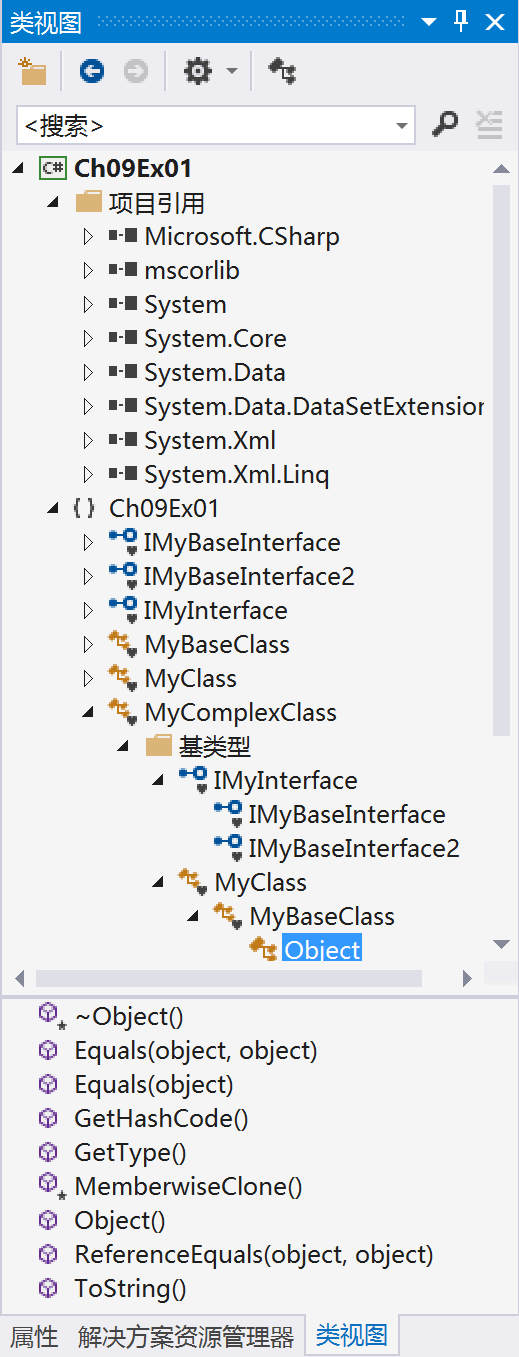 类视图
<搜索>
C# Ch09Ex01
项目引用
Microsoft.CSharp
mscorlib
System
System.Core
System.Data
System.Data.DataSetExtension
System.Xml
System.Xml.Linq
{ } Ch09Ex01
IMyBaseInterface
IMyBaseInterface2
IMyInterface
MyBaseClass
MyClass
MyComplexClass
基类型
IMyInterface
IMyBaseInterface
IMyBaseInterface2
MyClass
MyBaseClass
Object
~Object()
Equals(object, object)
Equals(object)
GetHashCode()
GetType()
MemberwiseClone()
Object()
ReferenceEquals(object, object)
ToString()
属性 解决方案资源管理器 类视图